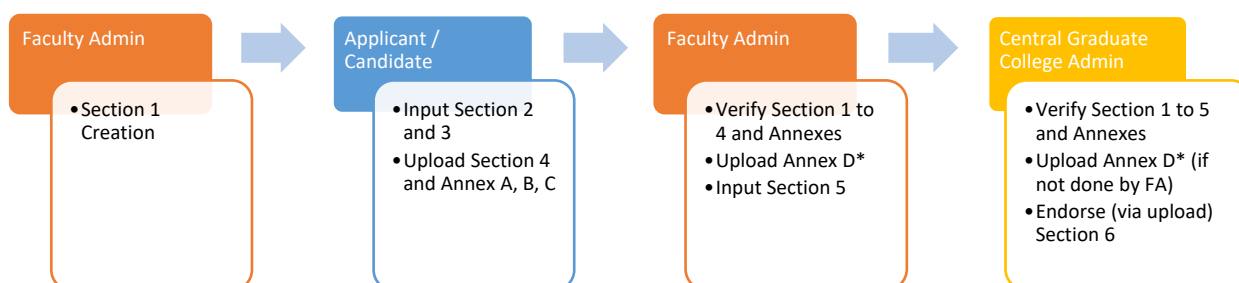 Faculty Admin
• Section 1
Creation
Applicant /
Candidate
• Input Section 2
and 3
• Upload Section 4
and Annex A, B, C
Faculty Admin
• Verify Section 1 to
4 and Annexes
• Upload Annex D*
• Input Section 5
Central Graduate
College Admin
• Verify Section 1 to 5
and Annexes
• Upload Annex D* (if
not done by FA)
• Endorse (via upload)
Section 6